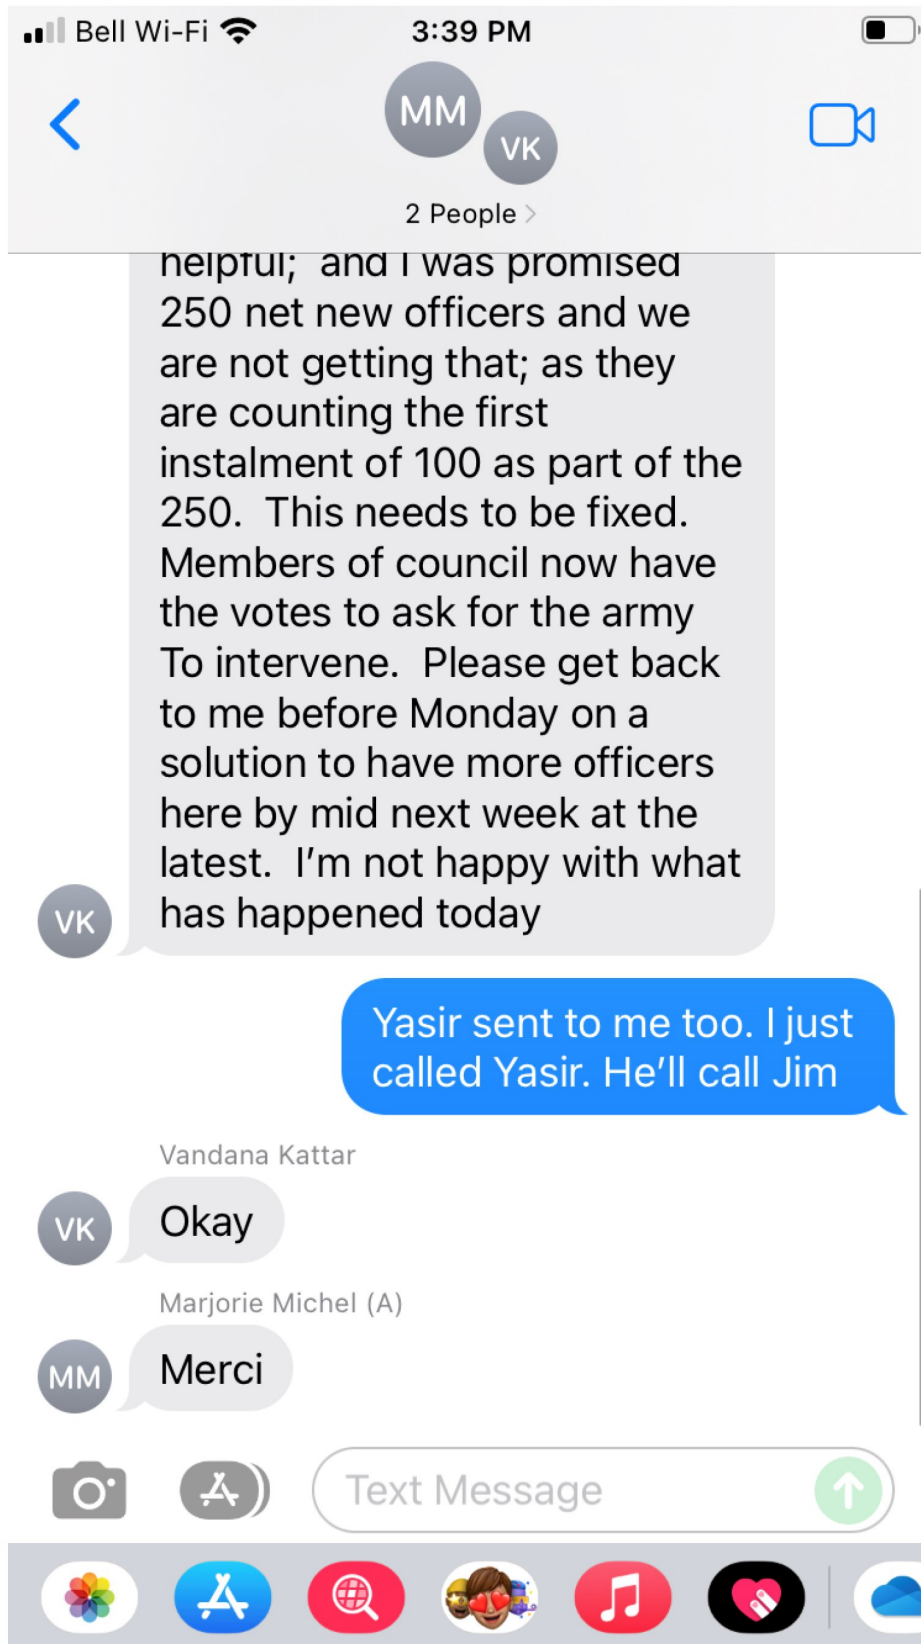 Bell Wi-Fi
3:39 PM
MM
VK
2 People
helpful;  and I was promised
250 net new officers and we
are not getting that; as they
are counting the first
instalment of 100 as part of the
250.  This needs to be fixed.
Members of council now have
the votes to ask for the army
To intervene.  Please get back
to me before Monday on a
solution to have more officers
here by mid next week at the
latest.  I’m not happy with what
has happened today
VK
Yasir sent to me too. I just
called Yasir. He’ll call Jim
Vandana Kattar
VK
Okay
Marjorie Michel (A)
MM
Merci
Text Message